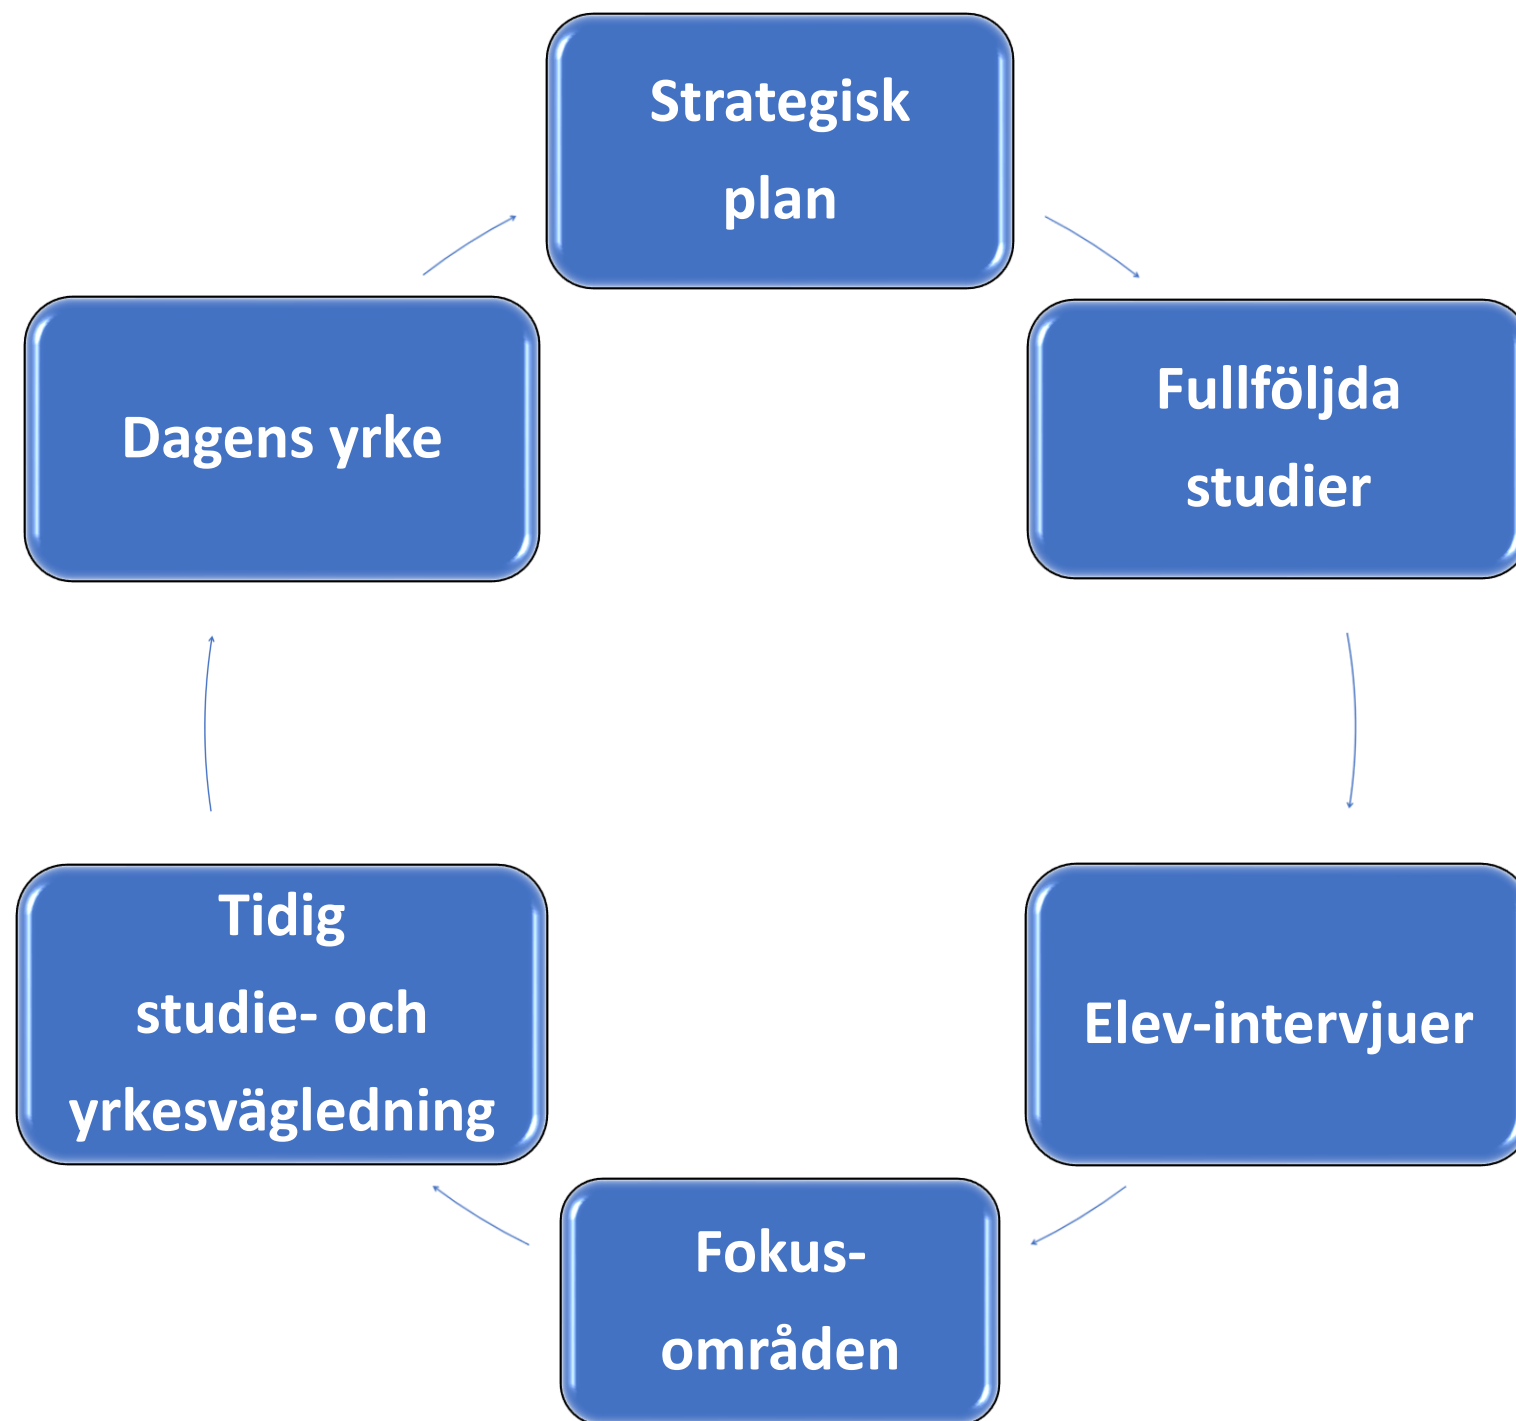 Strategisk
plan
Fullföljda
studier
Elev-intervjuer
Fokus-
områden
Tidig
studie- och
yrkesvägledning
Dagens yrke